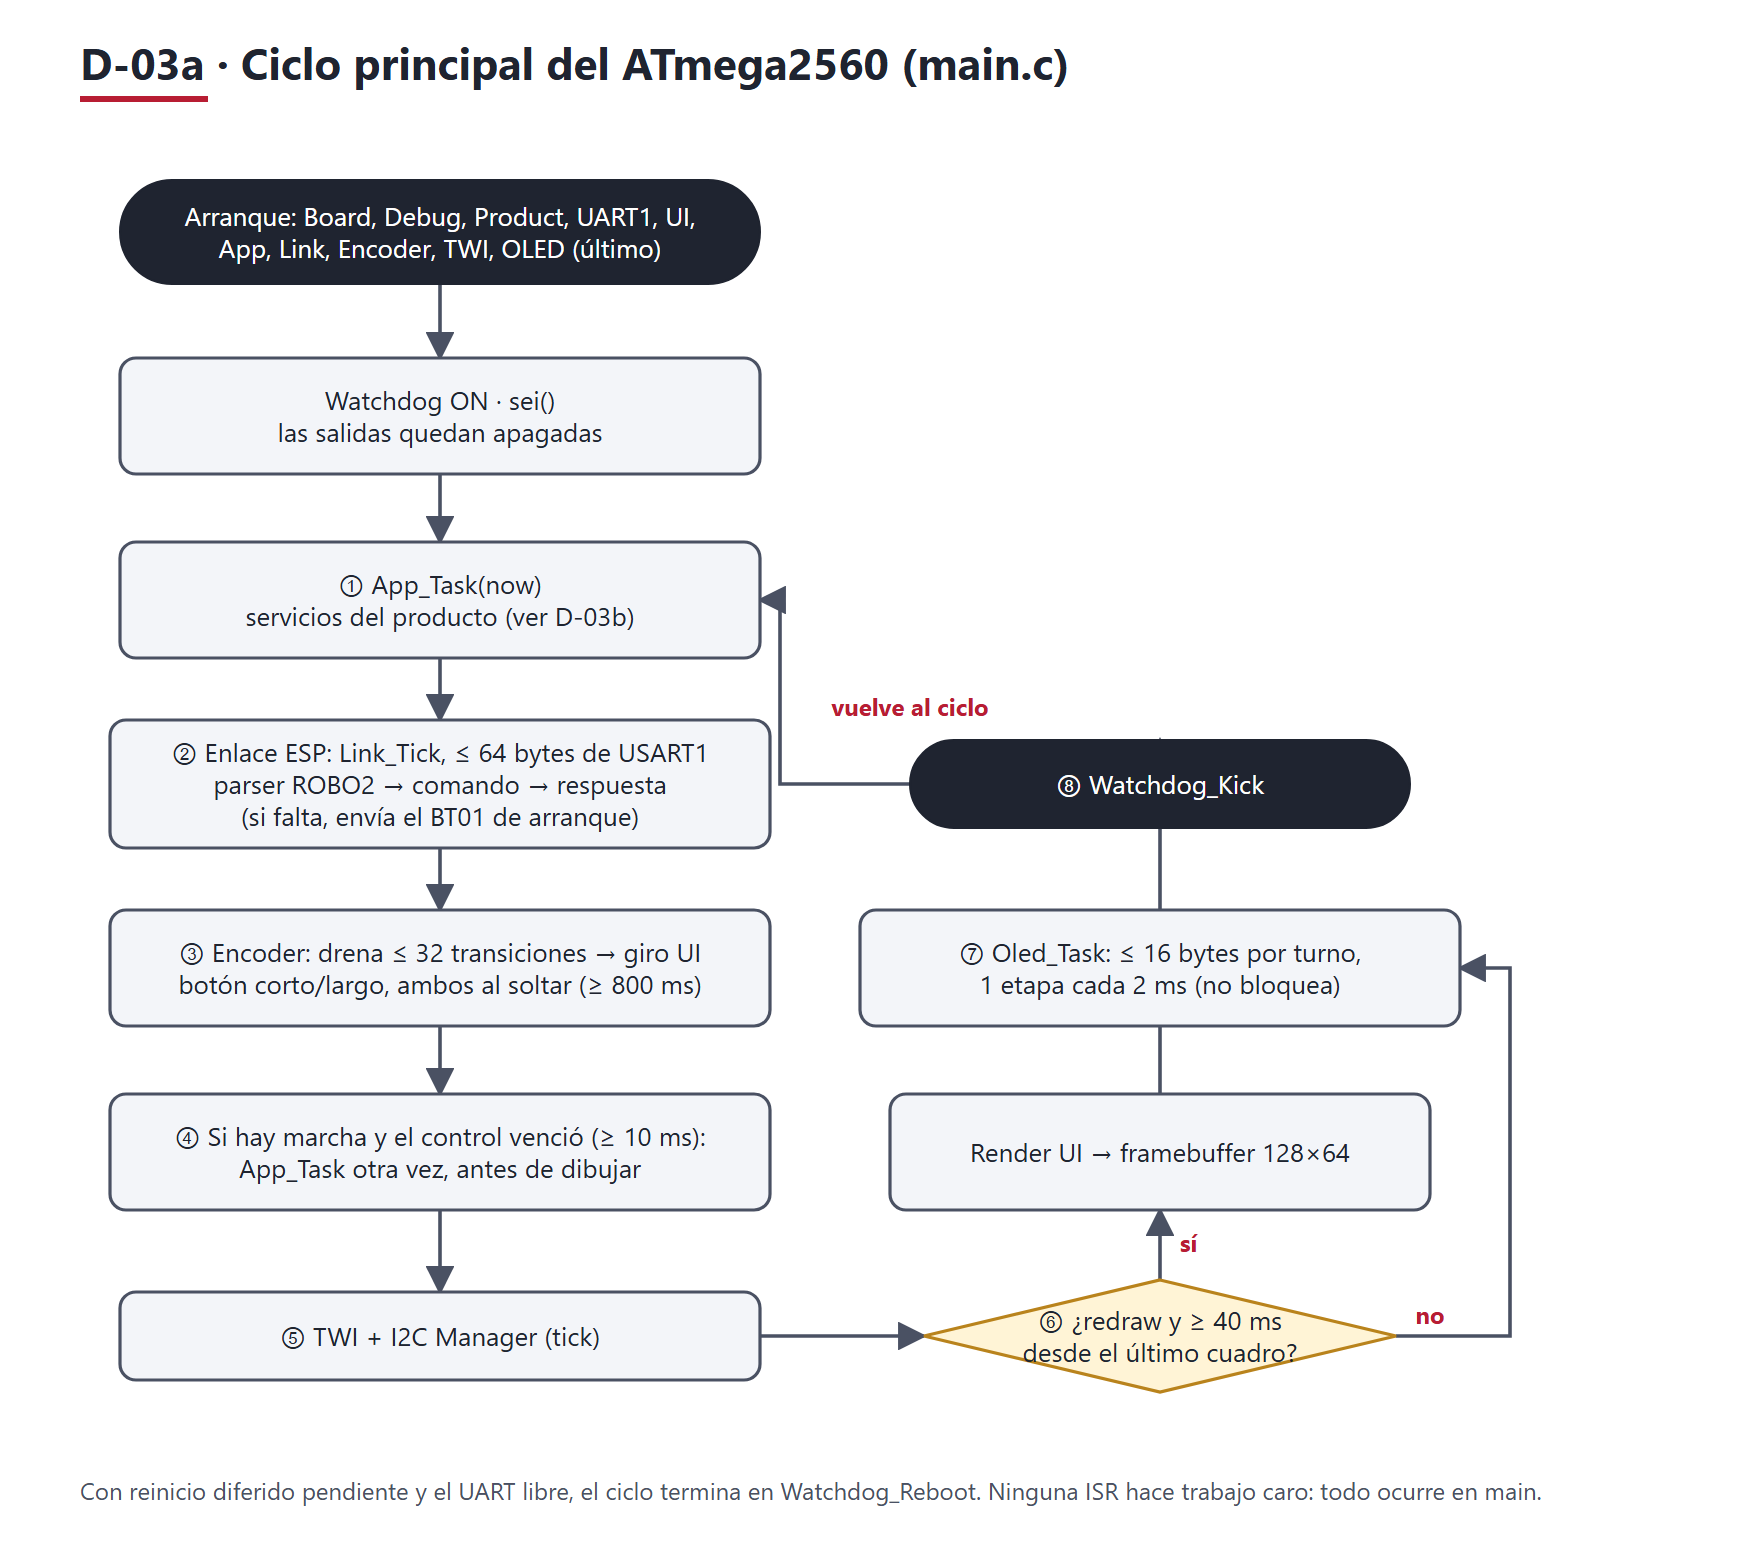 D-03a · Ciclo principal del ATmega2560 (main.c)
Arranque: Board, Debug, Product, UART1, UI,
App, Link, Encoder, TWI, OLED (último)
Watchdog ON · sei()
las salidas quedan apagadas
① App_Task(now)
servicios del producto (ver D-03b)
② Enlace ESP: Link_Tick, ≤ 64 bytes de USART1
parser ROBO2 → comando → respuesta
(si falta, envía el BT01 de arranque)
③ Encoder: drena ≤ 32 transiciones → giro UI
botón corto/largo, ambos al soltar (≥ 800 ms)
④ Si hay marcha y el control venció (≥ 10 ms):
App_Task otra vez, antes de dibujar
⑤ TWI + I2C Manager (tick)
⑥ ¿redraw y ≥ 40 ms
desde el último cuadro?
sí
no
Render UI → framebuffer 128×64
⑦ Oled_Task: ≤ 16 bytes por turno,
1 etapa cada 2 ms (no bloquea)
⑧ Watchdog_Kick
vuelve al ciclo
Con reinicio diferido pendiente y el UART libre, el ciclo termina en Watchdog_Reboot. Ninguna ISR hace trabajo caro: todo ocurre en main.